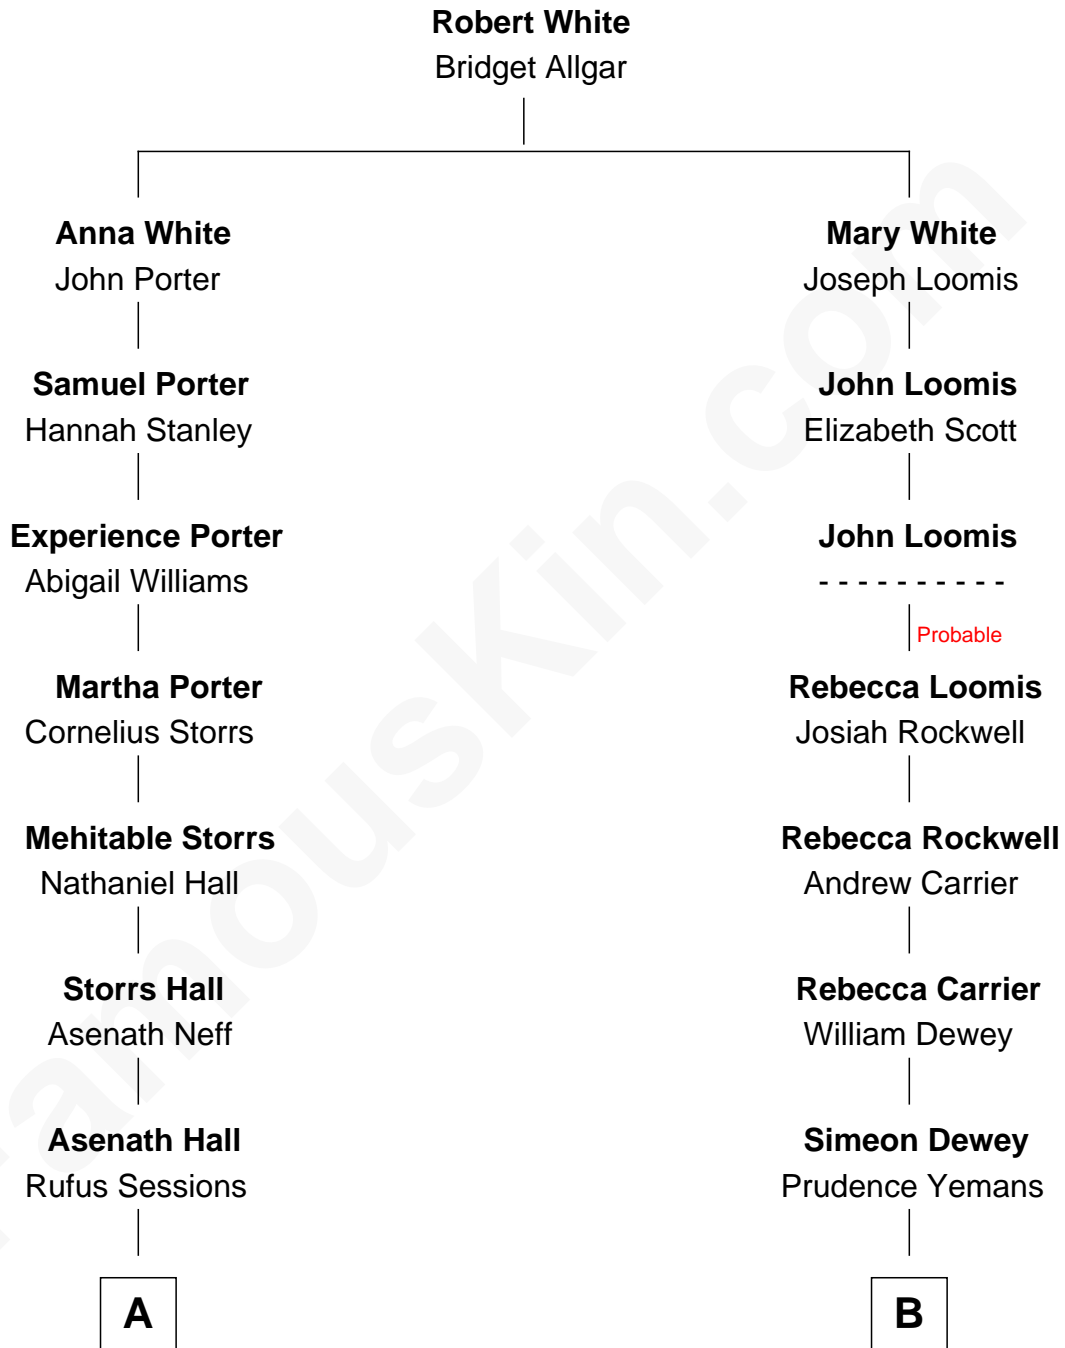 Robert White
Bridget Allgar
Anna White
John Porter
Mary White
Joseph Loomis
Samuel Porter
Hannah Stanley
John Loomis
Elizabeth Scott
Experience Porter
Abigail Williams
John Loomis
- - - - - - - - - -
Probable
Martha Porter
Cornelius Storrs
Rebecca Loomis
Josiah Rockwell
Mehitable Storrs
Nathaniel Hall
Rebecca Rockwell
Andrew Carrier
Storrs Hall
Asenath Neff
Rebecca Carrier
William Dewey
Asenath Hall
Rufus Sessions
Simeon Dewey
Prudence Yemans
A
B
FamousKin.com